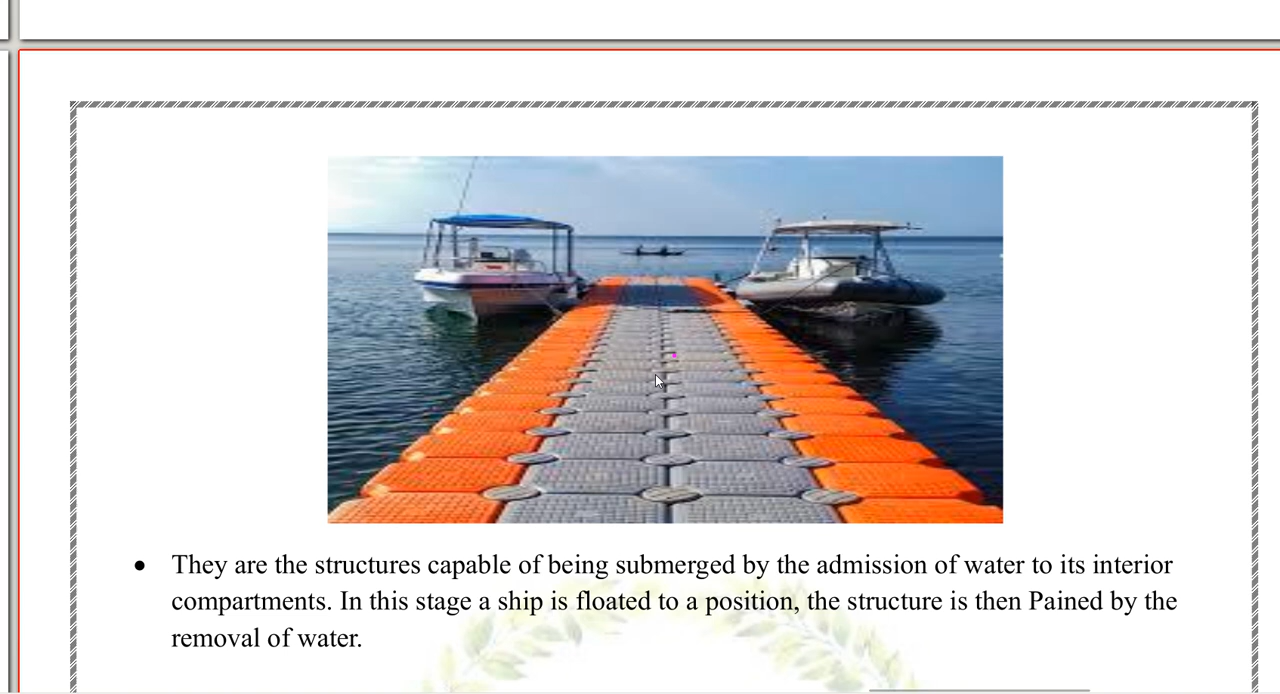 • They are the structures capable of being submerged by the admission of water to its interior
compartments. In this stage a ship is floated to a position, the structure is then Pained by the
removal of water.